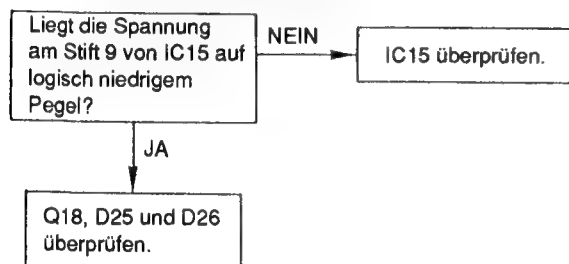 Liegt die Spannung
am Stift 9 von IC15 auf
logisch niedrigem
Pegel?
NEIN
IC15 überprüfen.
JA
Q18, D25 und D26
überprüfen.